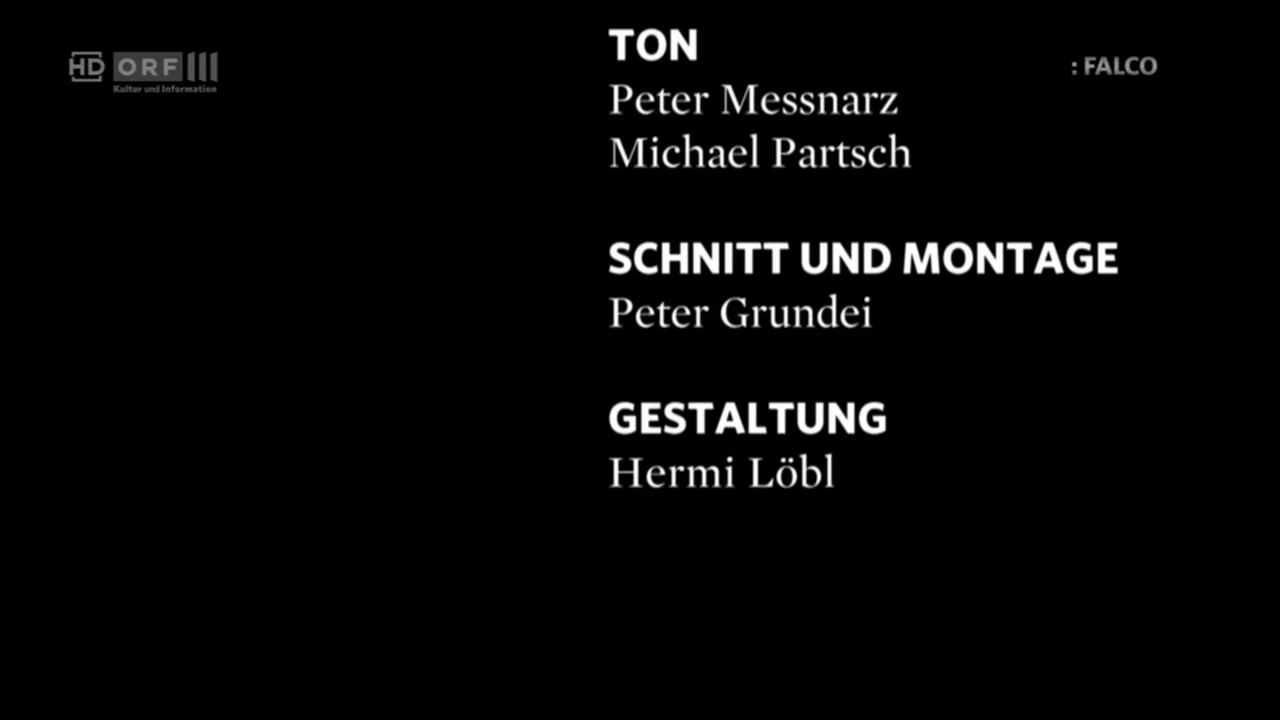 HD ORF III
Kultur und Information
: FALCO
TON
Peter Messnarz
Michael Partsch
SCHNITT UND MONTAGE
Peter Grundei
GESTALTUNG
Hermi Löbl